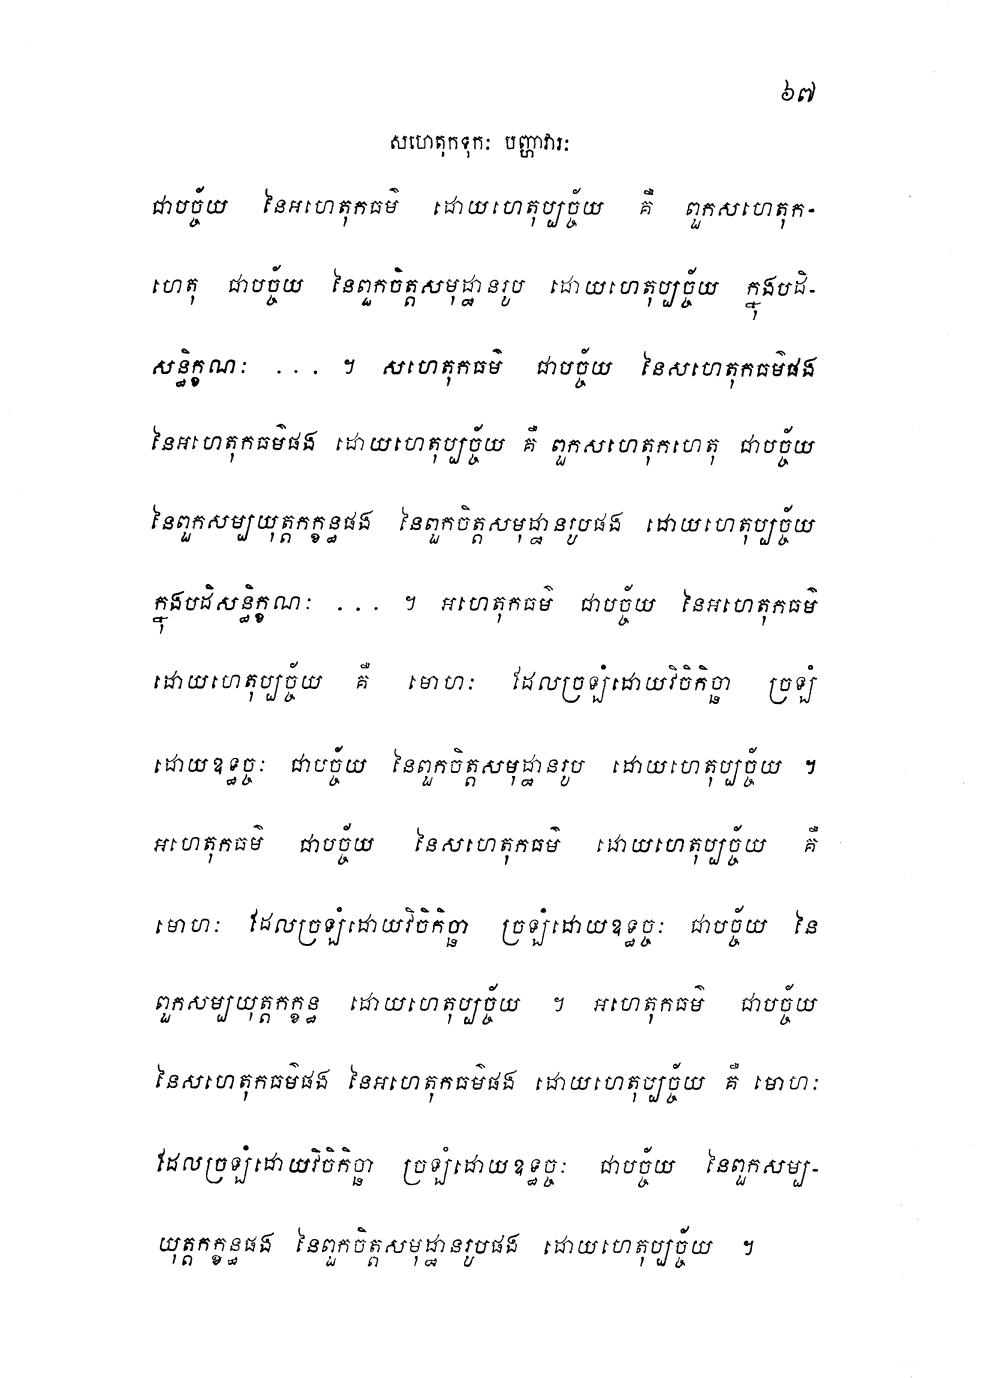 ៦៧
សហេតុកទុកៈ បញ្ហាវារៈ
ជាបច្ច័យ នៃអហេតុកធម៌ ដោយហេតុប្បច្ច័យ គឺ ពួកសហេតុក-
ហេតុ ជាបច្ច័យ នៃពួកចិត្តសមុដ្ឋានរូប ដោយហេតុប្បច្ច័យ ក្នុងបដិ-
សន្ធិក្ខណៈ ... ។ សហេតុកធម៌ ជាបច្ច័យ នៃសហេតុកធម៌ផង
នៃអហេតុកធម៌ផង ដោយហេតុប្បច្ច័យ គឺ ពួកសហេតុកហេតុ ជាបច្ច័យ
នៃពួកសម្បយុត្តកក្ខន្ធផង នៃពួកចិត្តសមុដ្ឋានរូបផង ដោយហេតុប្បច្ច័យ
ក្នុងបដិសន្ធិក្ខណៈ ... ។ អហេតុកធម៌ ជាបច្ច័យ នៃអហេតុកធម៌
ដោយហេតុប្បច្ច័យ គឺ មោហៈ ដែលច្រឡំដោយវិចិកិច្ឆា ច្រឡំ
ដោយឧទ្ធច្ចៈ ជាបច្ច័យ នៃពួកចិត្តសមុដ្ឋានរូប ដោយហេតុប្បច្ច័យ ។
អហេតុកធម៌ ជាបច្ច័យ នៃសហេតុកធម៌ ដោយហេតុប្បច្ច័យ គឺ
មោហៈ ដែលច្រឡំដោយវិចិកិច្ឆា ច្រឡំដោយឧទ្ធច្ចៈ ជាបច្ច័យ នៃ
ពួកសម្បយុត្តកក្ខន្ធ ដោយហេតុប្បច្ច័យ ។ អហេតុកធម៌ ជាបច្ច័យ
នៃសហេតុកធម៌ផង នៃអហេតុកធម៌ផង ដោយហេតុប្បច្ច័យ គឺ មោហៈ
ដែលច្រឡំដោយវិចិកិច្ឆា ច្រឡំដោយឧទ្ធច្ចៈ ជាបច្ច័យ នៃពួកសម្ប-
យុត្តកក្ខន្ធផង នៃពួកចិត្តសមុដ្ឋានរូបផង ដោយហេតុប្បច្ច័យ ។